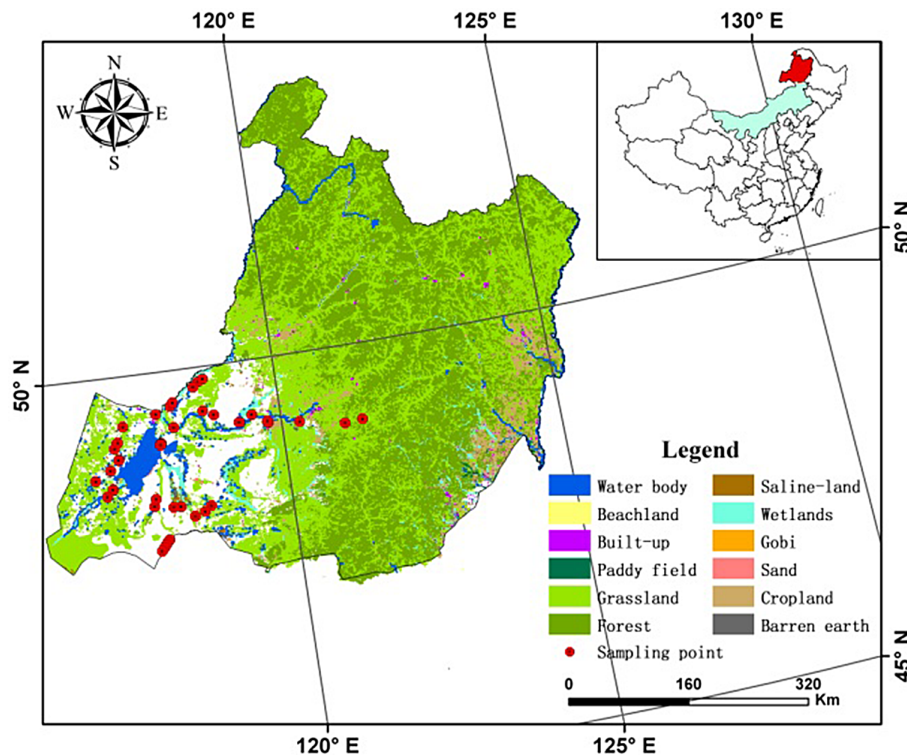 120° E 125° E 130° E
N
W E
S
50° N
50° N
Legend
Water body Saline-land
Beachland Wetlands
Built-up Gobi
Paddy field Sand
Grassland Cropland
Forest Barren earth
Sampling point
45° N
0 160 320
Km
120° E 125° E